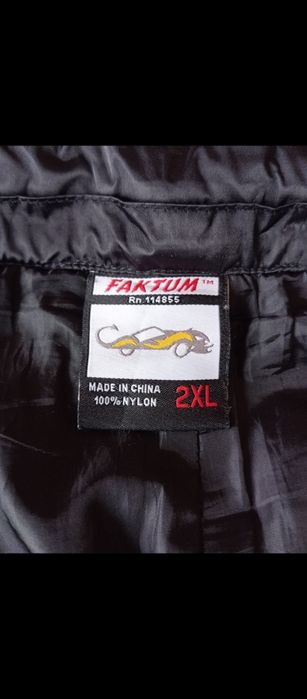 FAKTUM™
Rn.114855
MADE IN CHINA
100% NYLON
2XL